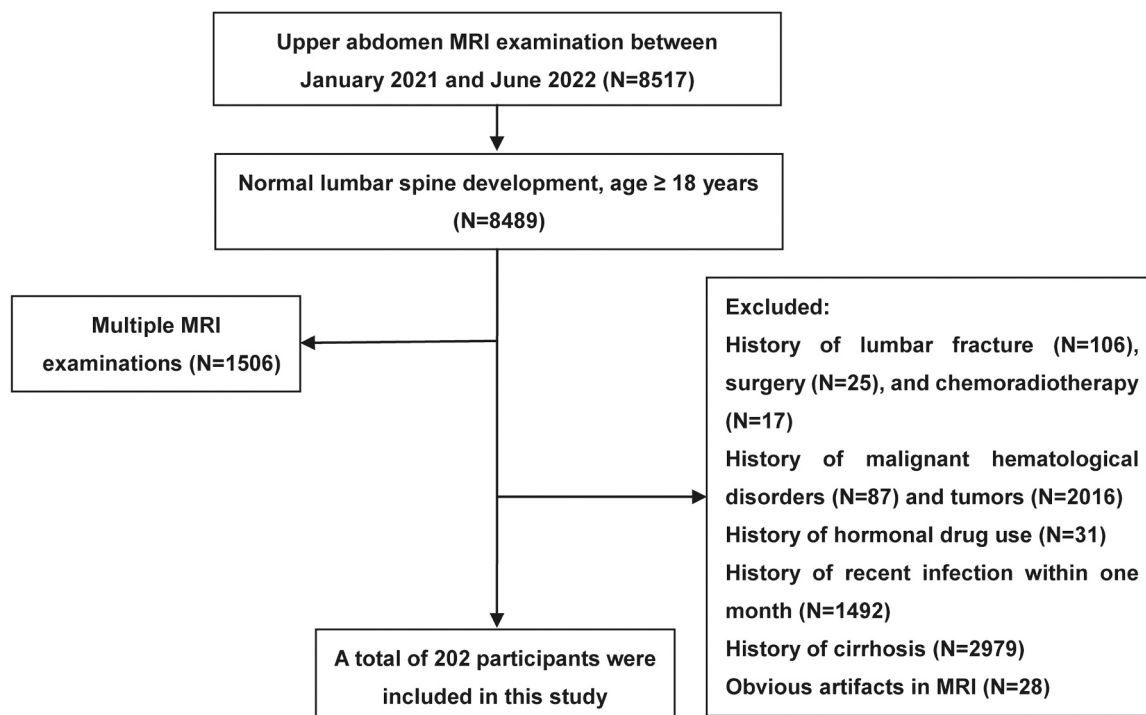 Upper abdomen MRI examination between
January 2021 and June 2022 (N=8517)
Normal lumbar spine development, age ≥ 18 years
(N=8489)
Multiple MRI
examinations (N=1506)
Excluded:
History of lumbar fracture (N=106),
surgery (N=25), and chemoradiotherapy
(N=17)
History of malignant hematological
disorders (N=87) and tumors (N=2016)
History of hormonal drug use (N=31)
History of recent infection within one
month (N=1492)
History of cirrhosis (N=2979)
Obvious artifacts in MRI (N=28)
A total of 202 participants were
included in this study